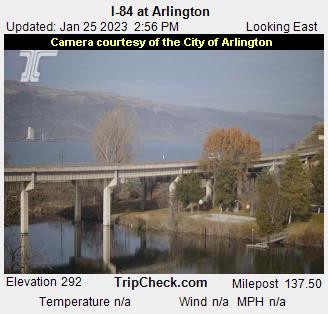 I-84 at Arlington
Updated: Jan 25 2023 2:56 PM Looking East
Camera courtesy of the City of Arlington
Elevation 292 TripCheck.com Milepost 137.50
Temperature n/a Wind n/a MPH n/a